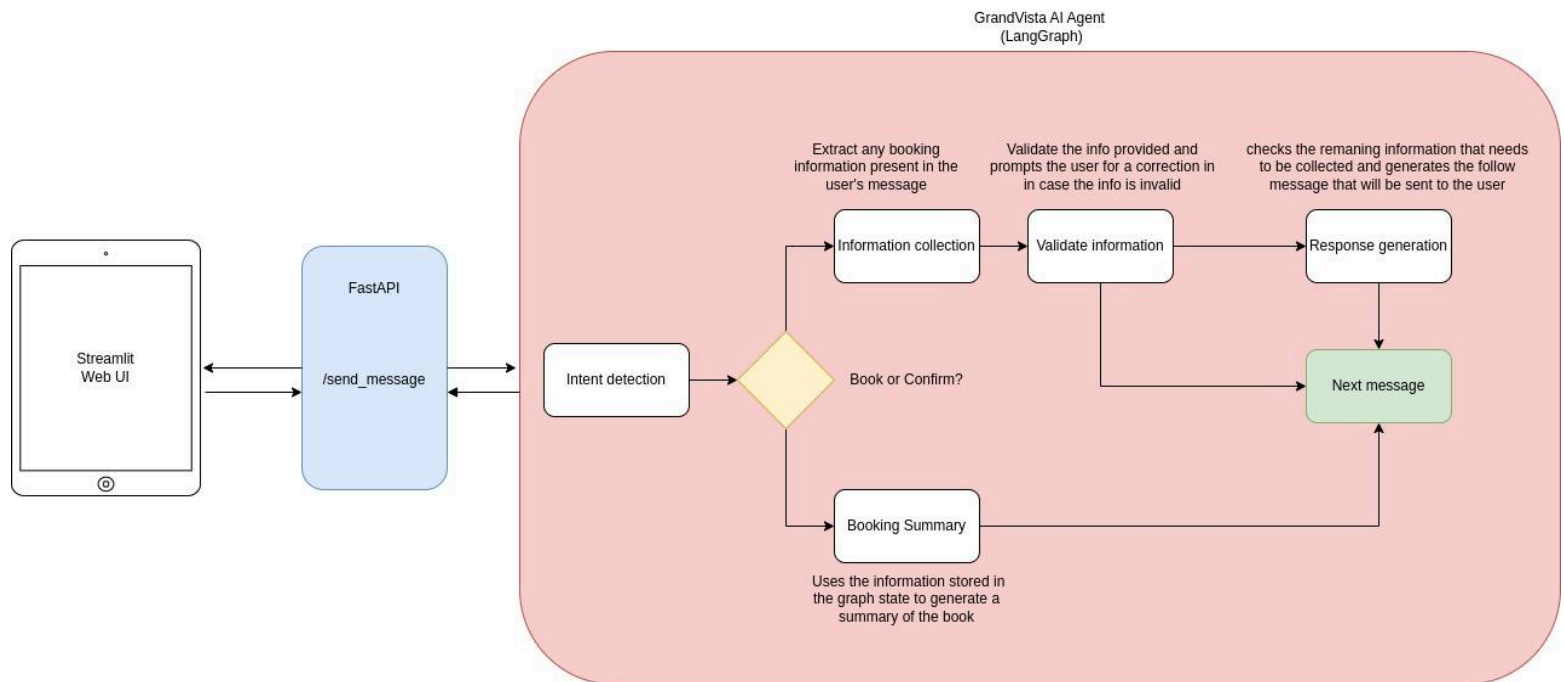 GrandVista AI Agent
(LangGraph)
Extract any booking
information present in the
user's message
Validate the info provided and
prompts the user for a correction in
in case the info is invalid
checks the remaning information that needs
to be collected and generates the follow
message that will be sent to the user
Information collection
Validate information
Response generation
FastAPI
Streamlit
Web UI
/send_message
Intent detection
Book or Confirm?
Next message
Booking Summary
Uses the information stored in
the graph state to generate a
summary of the book